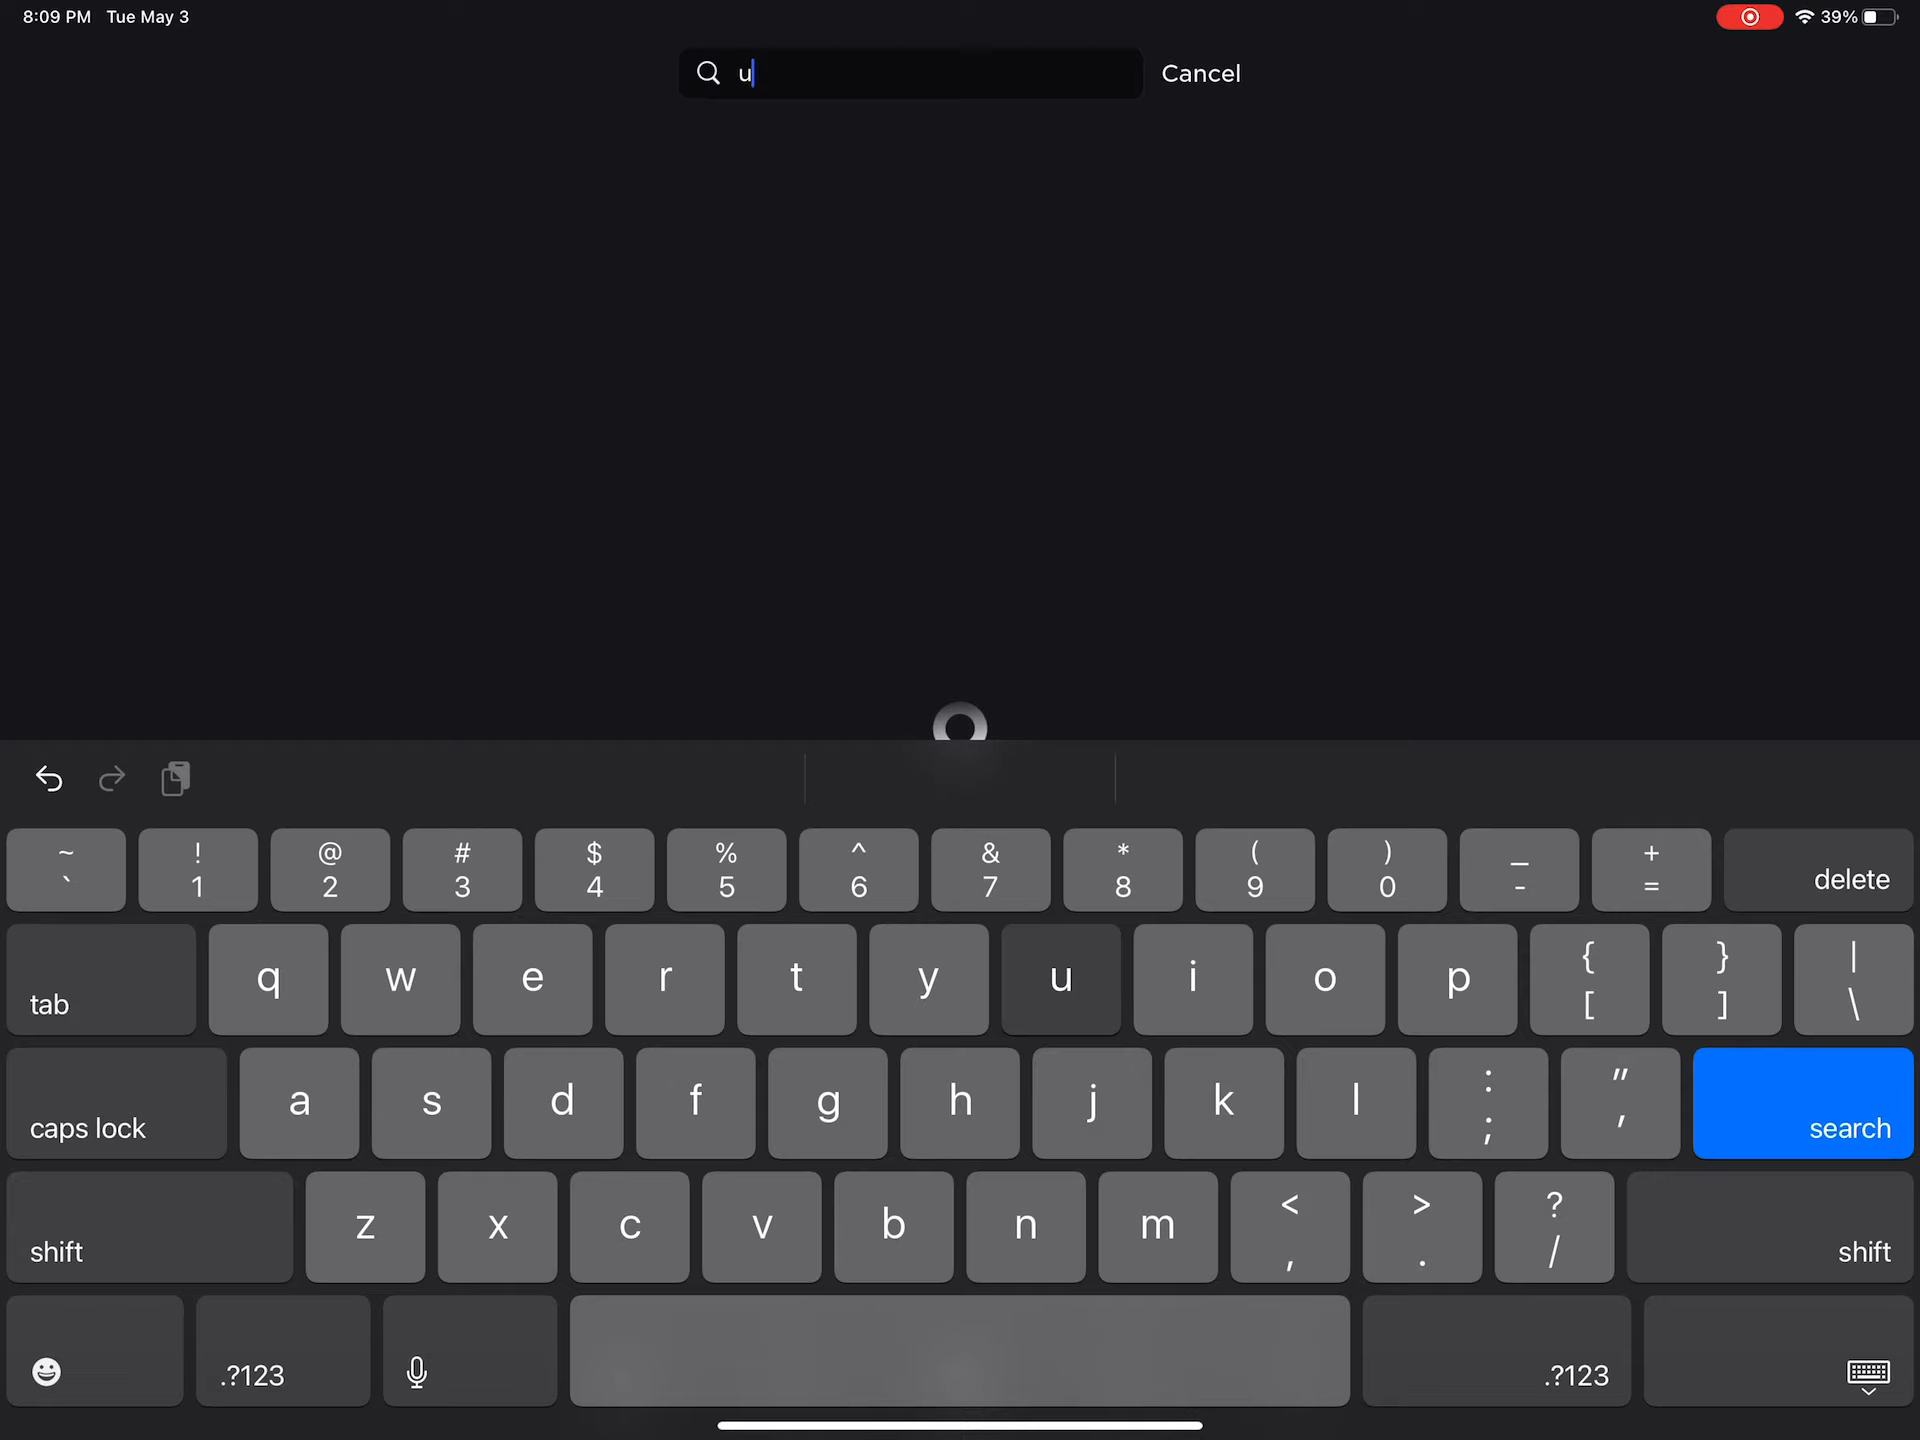 8:09 PM Tue May 3
39%
u
Cancel
~ ! @ # $ % ^ & * ( ) _ +
` 1 2 3 4 5 6 7 8 9 0 - = delete
tab q w e r t y u i o p { [ } ] | \
caps lock a s d f g h j k l : ; " ' search
shift z x c v b n m < , > . ? / shift
.?123 .?123